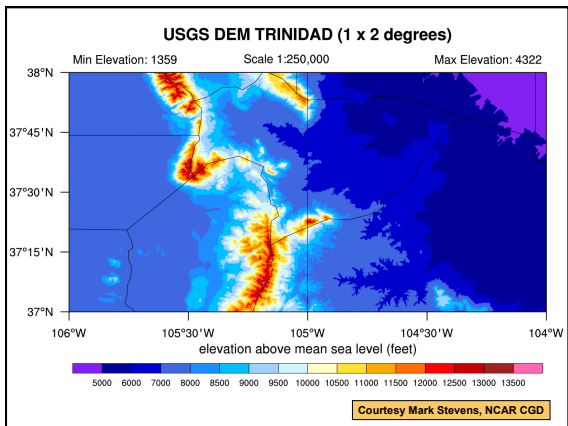 USGS DEM TRINIDAD (1 x 2 degrees)
Min Elevation: 1359 Scale 1:250,000 Max Elevation: 4322
38°N
37°45'N
37°30'N
37°15'N
37°N
106°W 105°.5'W 105°W 104°.5'W 104°W
elevation above mean sea level (feet)
5000 6000 7000 8000 8500 9000 9500 10000 10500 11000 11500 12000 12500 13000 13500
Courtesy Mark Stevens, NCAR CGD